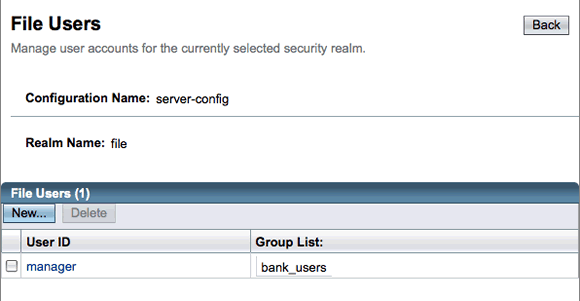 File Users
Back
Manage user accounts for the currently selected security realm.
Configuration Name: server-config
Realm Name: file
File Users (1)
New... Delete
User ID Group List:
manager bank_users